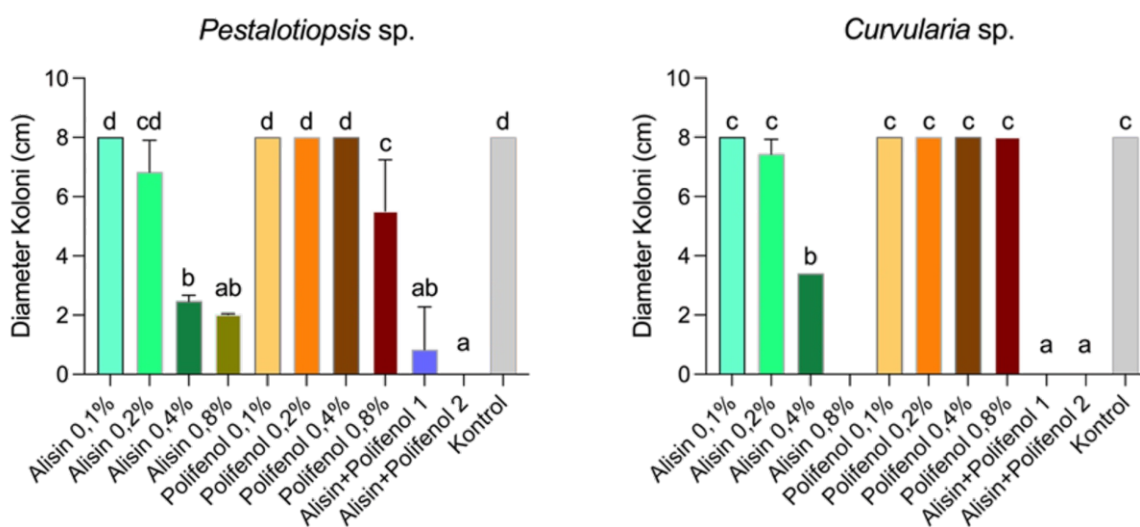 Pestalotiopsis sp.
Diameter Koloni (cm)
10
8
6
4
2
0
d
cd
b
ab
d
d
d
c
ab
a
d
Alisin 0,1%
Alisin 0,2%
Alisin 0,4%
Alisin 0,8%
Polifenol 0,1%
Polifenol 0,2%
Polifenol 0,4%
Polifenol 0,8%
Alisin+Polifenol 1
Alisin+Polifenol 2
Kontrol
Curvularia sp.
Diameter Koloni (cm)
10
8
6
4
2
0
c
c
b
c
c
c
c
a
a
c
Alisin 0,1%
Alisin 0,2%
Alisin 0,4%
Alisin 0,8%
Polifenol 0,1%
Polifenol 0,2%
Polifenol 0,4%
Polifenol 0,8%
Alisin+Polifenol 1
Alisin+Polifenol 2
Kontrol